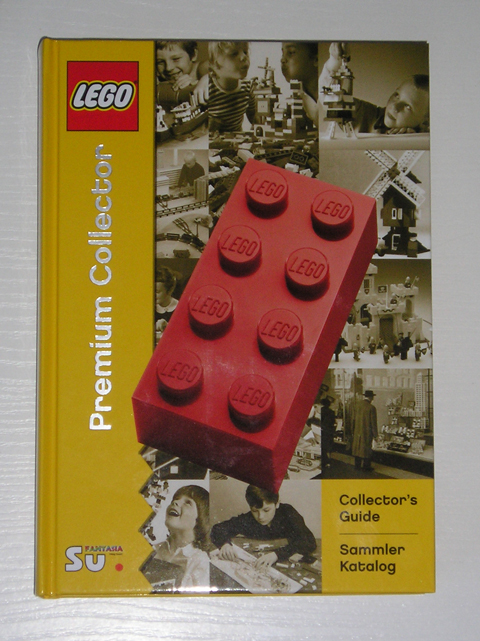 LEGO
Premium Collector
LEGO LEGO
LEGO LEGO
LEGO LEGO
LEGO LEGO
Collector's
Guide
Sammler
Katalog
FANTASIA
Su